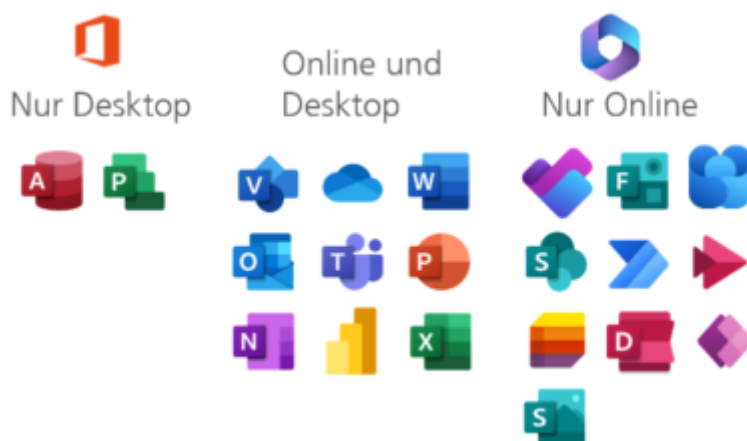 Nur Desktop
Online und
Desktop
Nur Online
A P
V W
O T P
N X
F
S
D
S